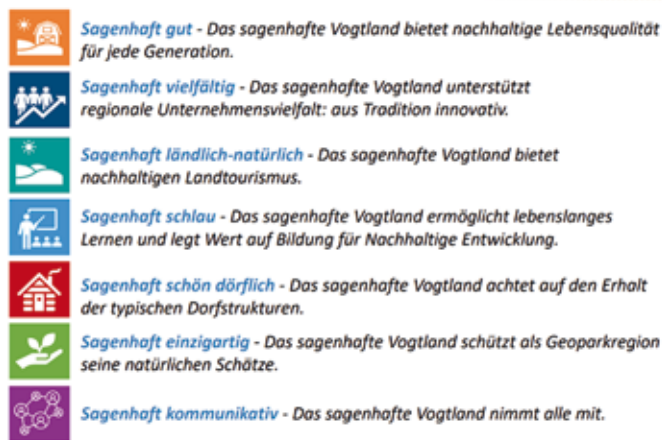 Sagenhaft gut - Das sagenhafte Vogtland bietet nachhaltige Lebensqualität
für jede Generation.
Sagenhaft vielfältig - Das sagenhafte Vogtland unterstützt
regionale Unternehmensvielfalt: aus Tradition innovativ.
Sagenhaft ländlich-natürlich - Das sagenhafte Vogtland bietet
nachhaltigen Landtourismus.
Sagenhaft schlau - Das sagenhafte Vogtland ermöglicht lebenslanges
Lernen und legt Wert auf Bildung für Nachhaltige Entwicklung.
Sagenhaft schön dörflich - Das sagenhafte Vogtland achtet auf den Erhalt
der typischen Dorfstrukturen.
Sagenhaft einzigartig - Das sagenhafte Vogtland schützt als Geoparkregion
seine natürlichen Schätze.
Sagenhaft kommunikativ - Das sagenhafte Vogtland nimmt alle mit.